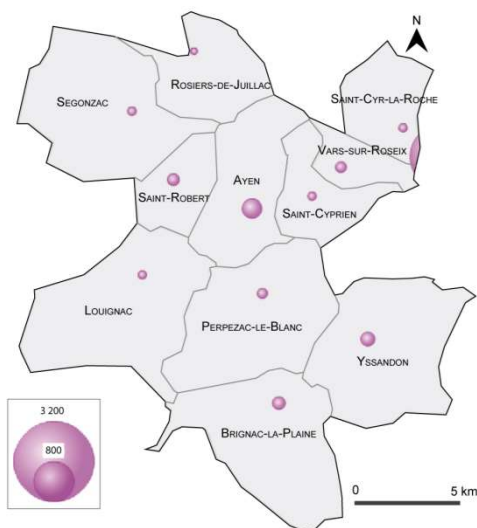 N
Rosiers-de-Juillac
Segonzac
Saint-Cyr-la-Roche
Vars-sur-Roseix
Ayen
Saint-Robert
Saint-Cyprien
Louignac
Perpezac-le-Blanc
Yssandon
Brignac-la-Plaine
3 200
800
0 5 km